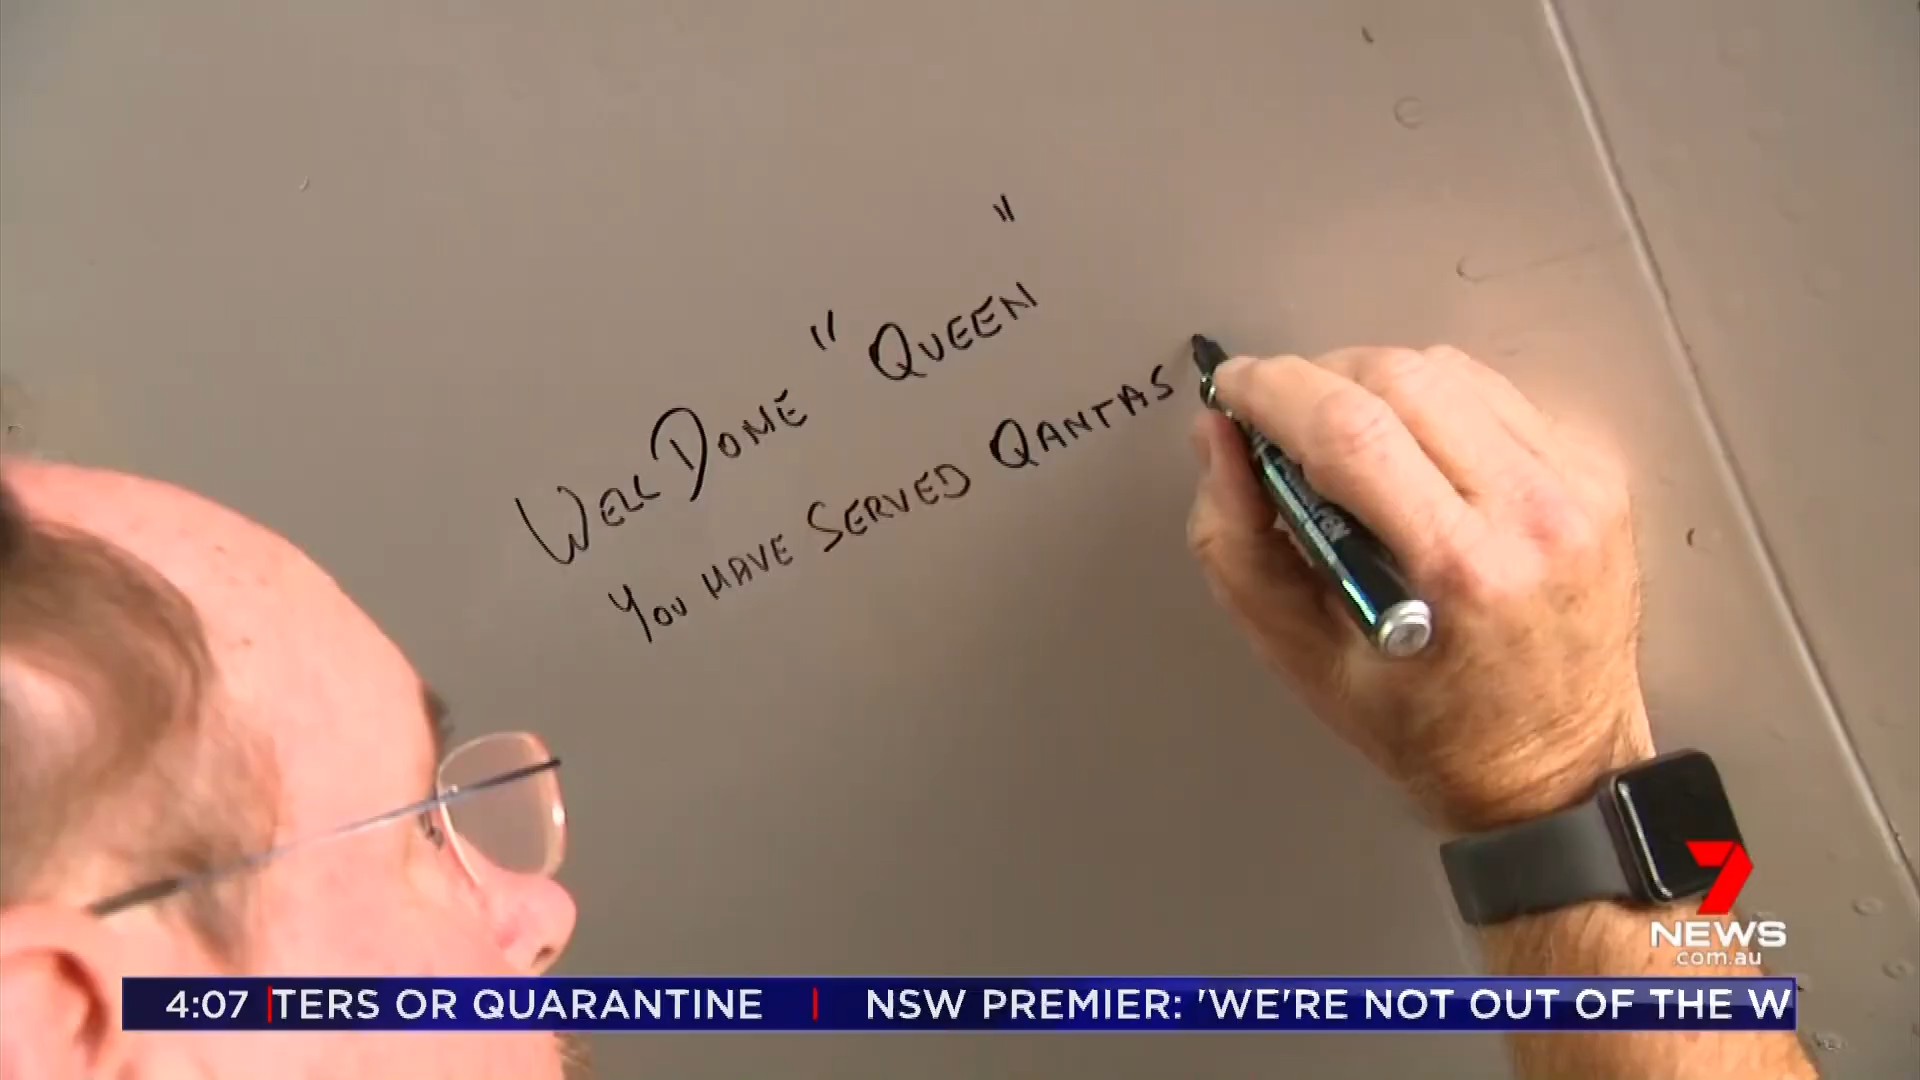 WELL DONE "QUEEN"
YOU HAVE SERVED QANTAS
7
NEWS
.com.au
4:07 TERS OR QUARANTINE | NSW PREMIER: 'WE'RE NOT OUT OF THE W